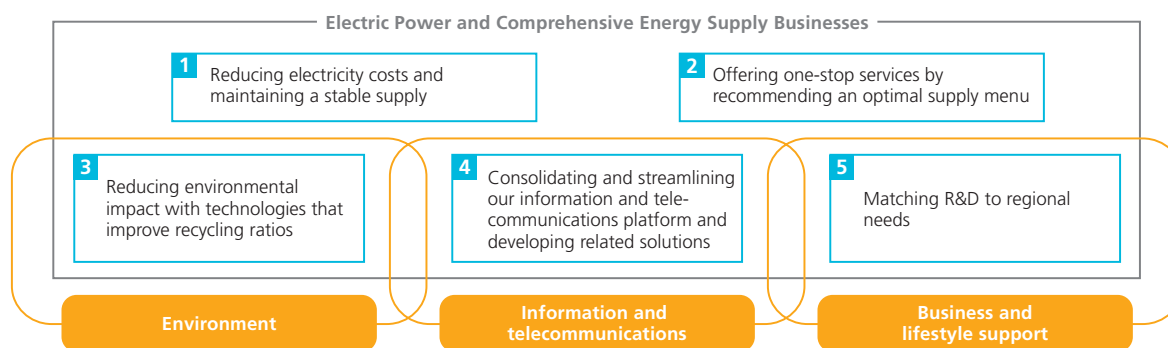 Electric Power and Comprehensive Energy Supply Businesses
1
Reducing electricity costs and
maintaining a stable supply
2
Offering one-stop services by
recommending an optimal supply menu
3
Reducing environmental
impact with technologies that
improve recycling ratios
4
Consolidating and streamlining
our information and tele-
communications platform and
developing related solutions
5
Matching R&D to regional
needs
Environment
Information and
telecommunications
Business and
lifestyle support